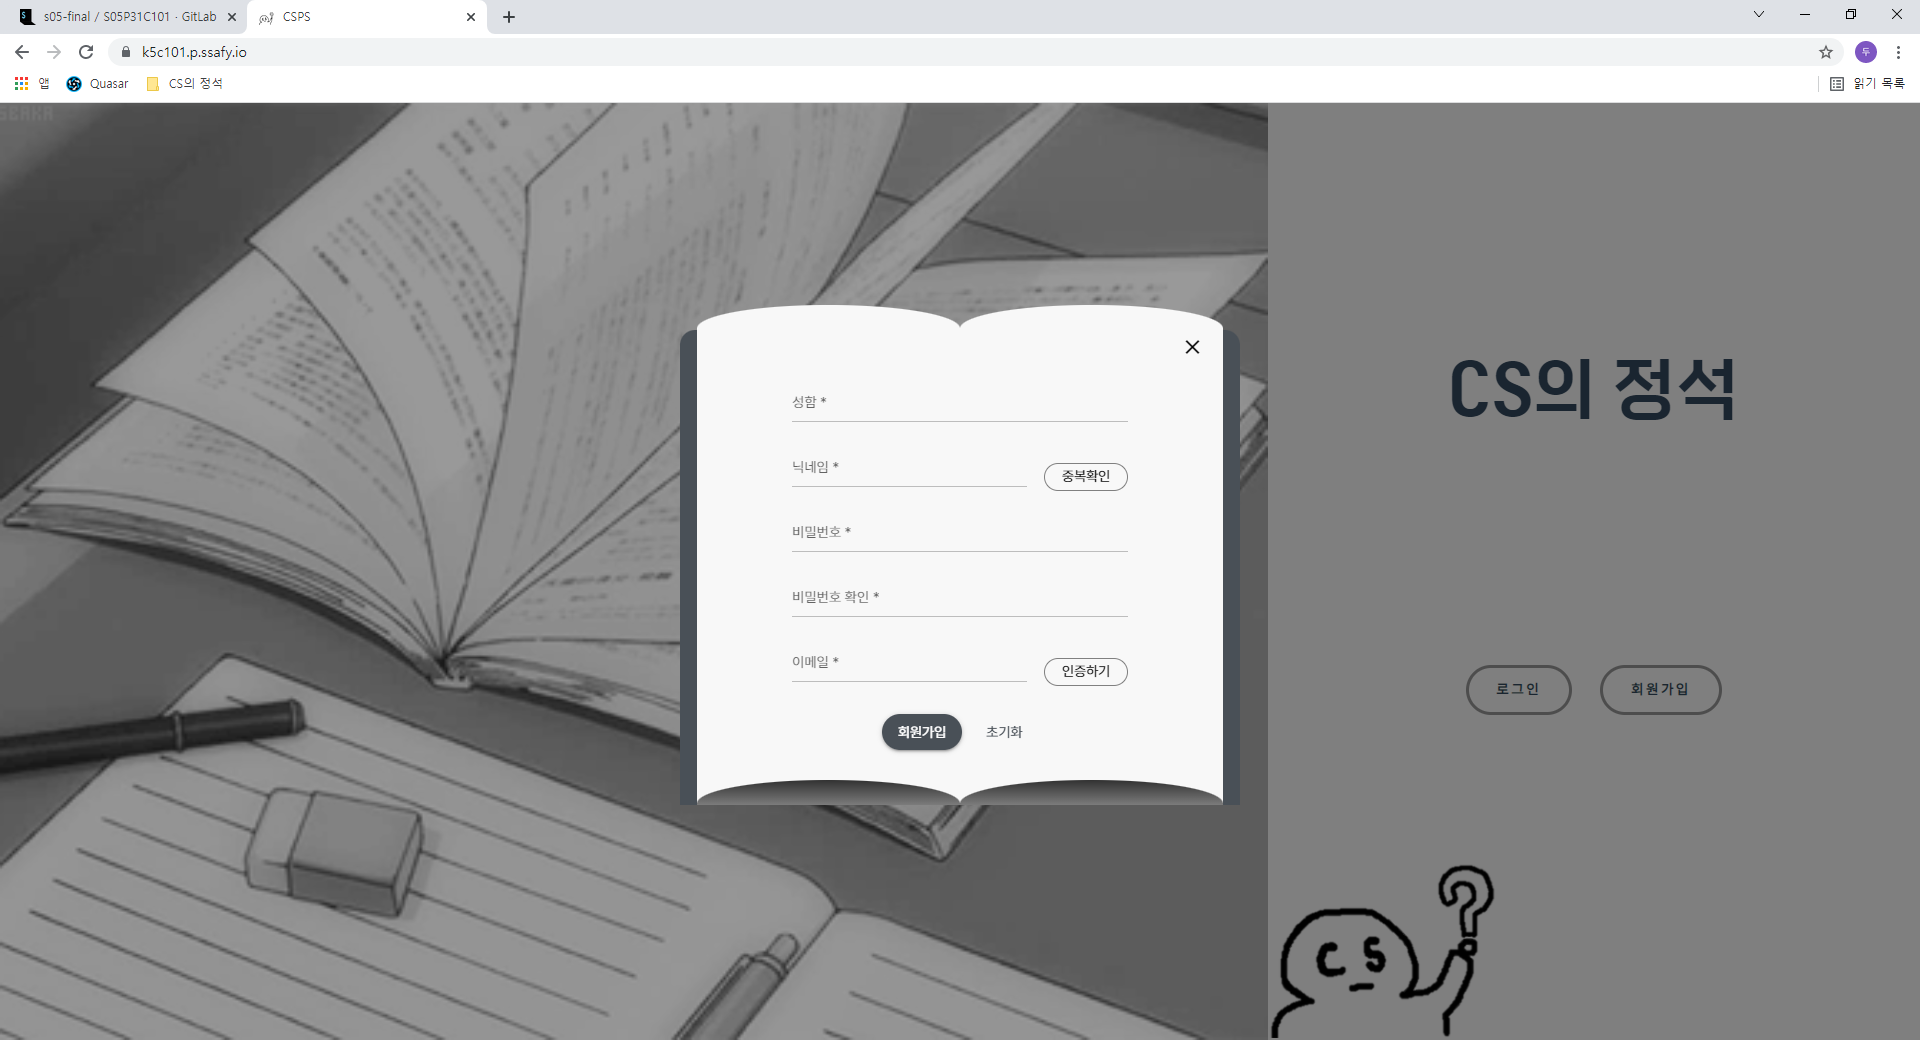 s05-final / S05P31C101 · GitLab
CSPS
k5c101.p.ssafy.io
두
앱
Quasar
CS의 정석
읽기 목록
성함 *
닉네임 *
중복확인
비밀번호 *
비밀번호 확인 *
이메일 *
인증하기
회원가입
초기화
CS의 정석
로그인
회원가입
CS
?